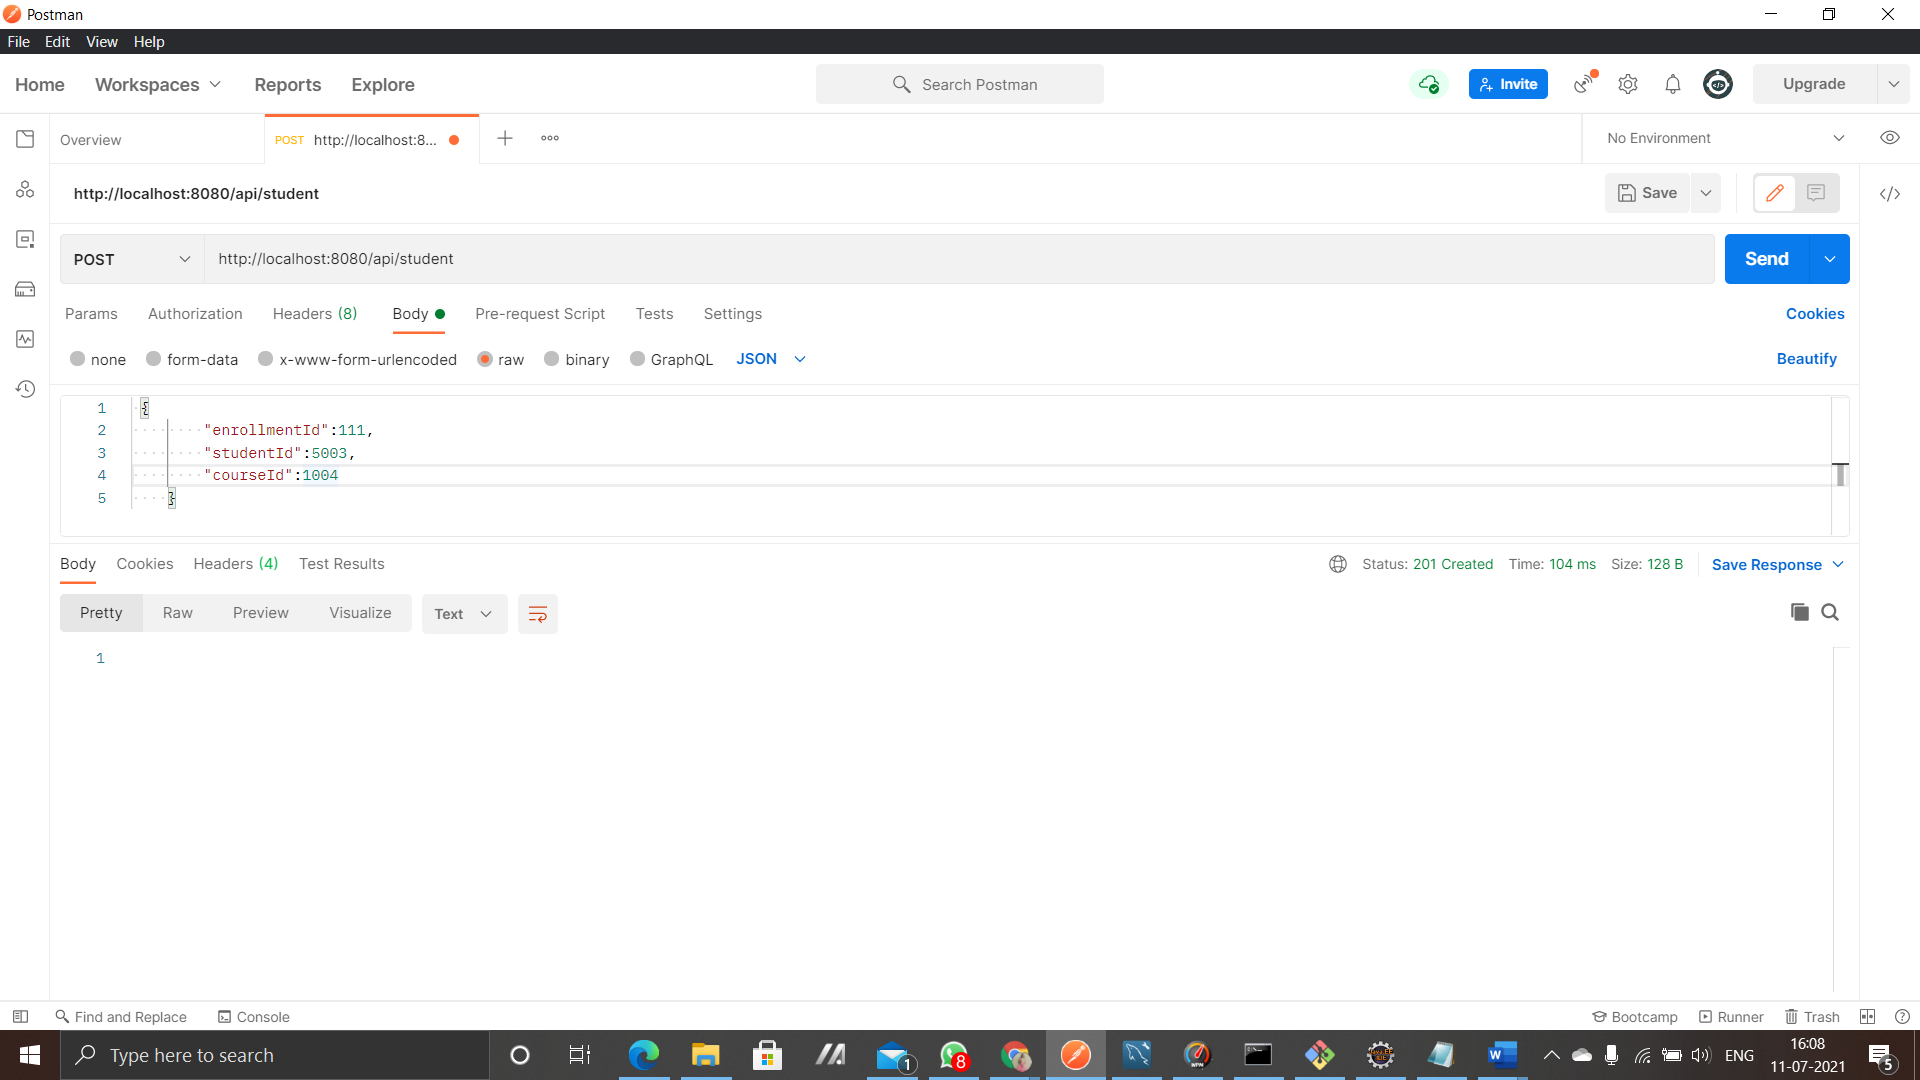 Postman
File Edit View Help
Home Workspaces Reports Explore Search Postman Invite Upgrade
Overview POST http://localhost:8... No Environment
http://localhost:8080/api/student Save
POST http://localhost:8080/api/student Send
Params Authorization Headers (8) Body Pre-request Script Tests Settings Cookies
none form-data x-www-form-urlencoded raw binary GraphQL JSON Beautify
1 {
2 "enrollmentId":111,
3 "studentId":5003,
4 "courseId":1004
5 }
Body Cookies Headers (4) Test Results Status: 201 Created Time: 104 ms Size: 128 B Save Response
Pretty Raw Preview Visualize Text
1
Find and Replace Console Bootcamp Runner Trash
Type here to search 1 8 ENG 16:08
11-07-2021 5